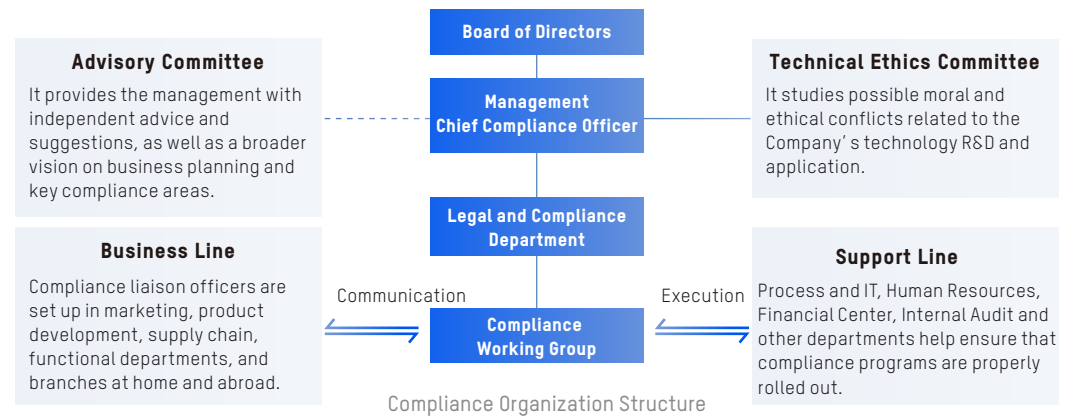 Board of Directors
Advisory Committee
It provides the management with
independent advice and
suggestions, as well as a broader
vision on business planning and
key compliance areas.
Management
Chief Compliance Officer
Technical Ethics Committee
It studies possible moral and
ethical conflicts related to the
Company’ s technology R&D and
application.
Legal and Compliance
Department
Business Line
Compliance liaison officers are
set up in marketing, product
development, supply chain,
functional departments, and
branches at home and abroad.
Communication
Compliance
Working Group
Execution
Support Line
Process and IT, Human Resources,
Financial Center, Internal Audit and
other departments help ensure that
compliance programs are properly
rolled out.
Compliance Organization Structure